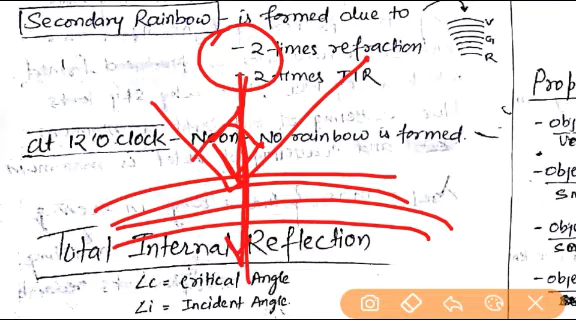 Secondary Rainbow - is formed due to
- 2-times refraction
- 2-times TIR
V
G
R
at 12'O clock - Noon - No rainbow is formed.
Total Internal Reflection
∠c = Critical Angle
∠i = Incident Angle.
Prop
- Obje
- Obje
- Obje
- Obje